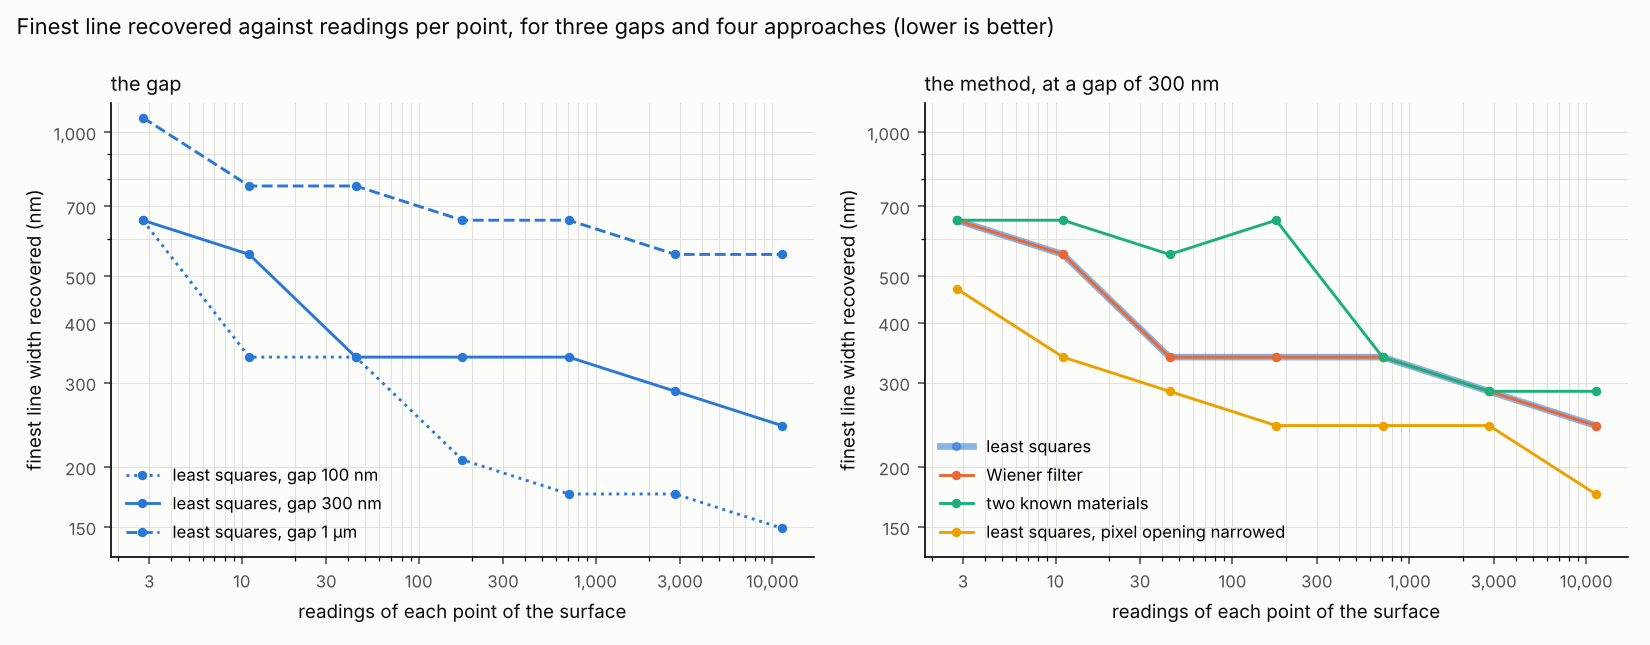 Finest line recovered against readings per point, for three gaps and four approaches (lower is better)
the gap
finest line width recovered (nm)
1,000
700
500
400
300
200
150
least squares, gap 100 nm
least squares, gap 300 nm
least squares, gap 1 µm
3 10 30 100 300 1,000 3,000 10,000
readings of each point of the surface
the method, at a gap of 300 nm
finest line width recovered (nm)
1,000
700
500
400
300
200
150
least squares
Wiener filter
two known materials
least squares, pixel opening narrowed
3 10 30 100 300 1,000 3,000 10,000
readings of each point of the surface